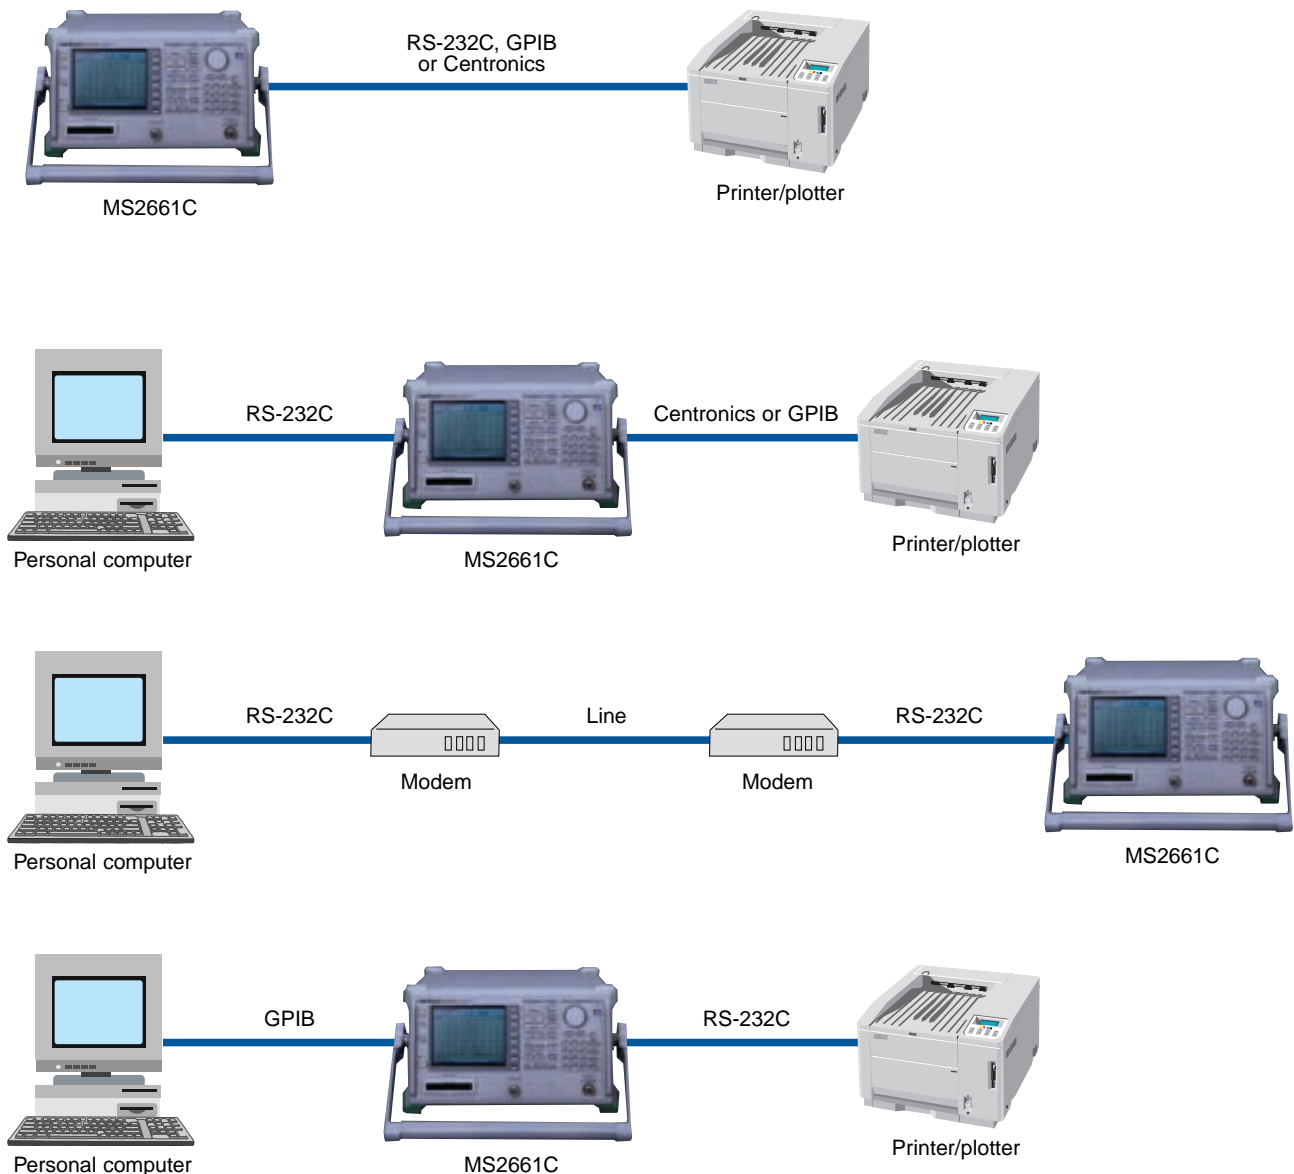 RS-232C, GPIB
or Centronics
MS2661C
Printer/plotter
RS-232C
Centronics or GPIB
Personal computer
MS2661C
Printer/plotter
RS-232C
Line
RS-232C
Modem
Modem
Personal computer
MS2661C
GPIB
RS-232C
Personal computer
MS2661C
Printer/plotter